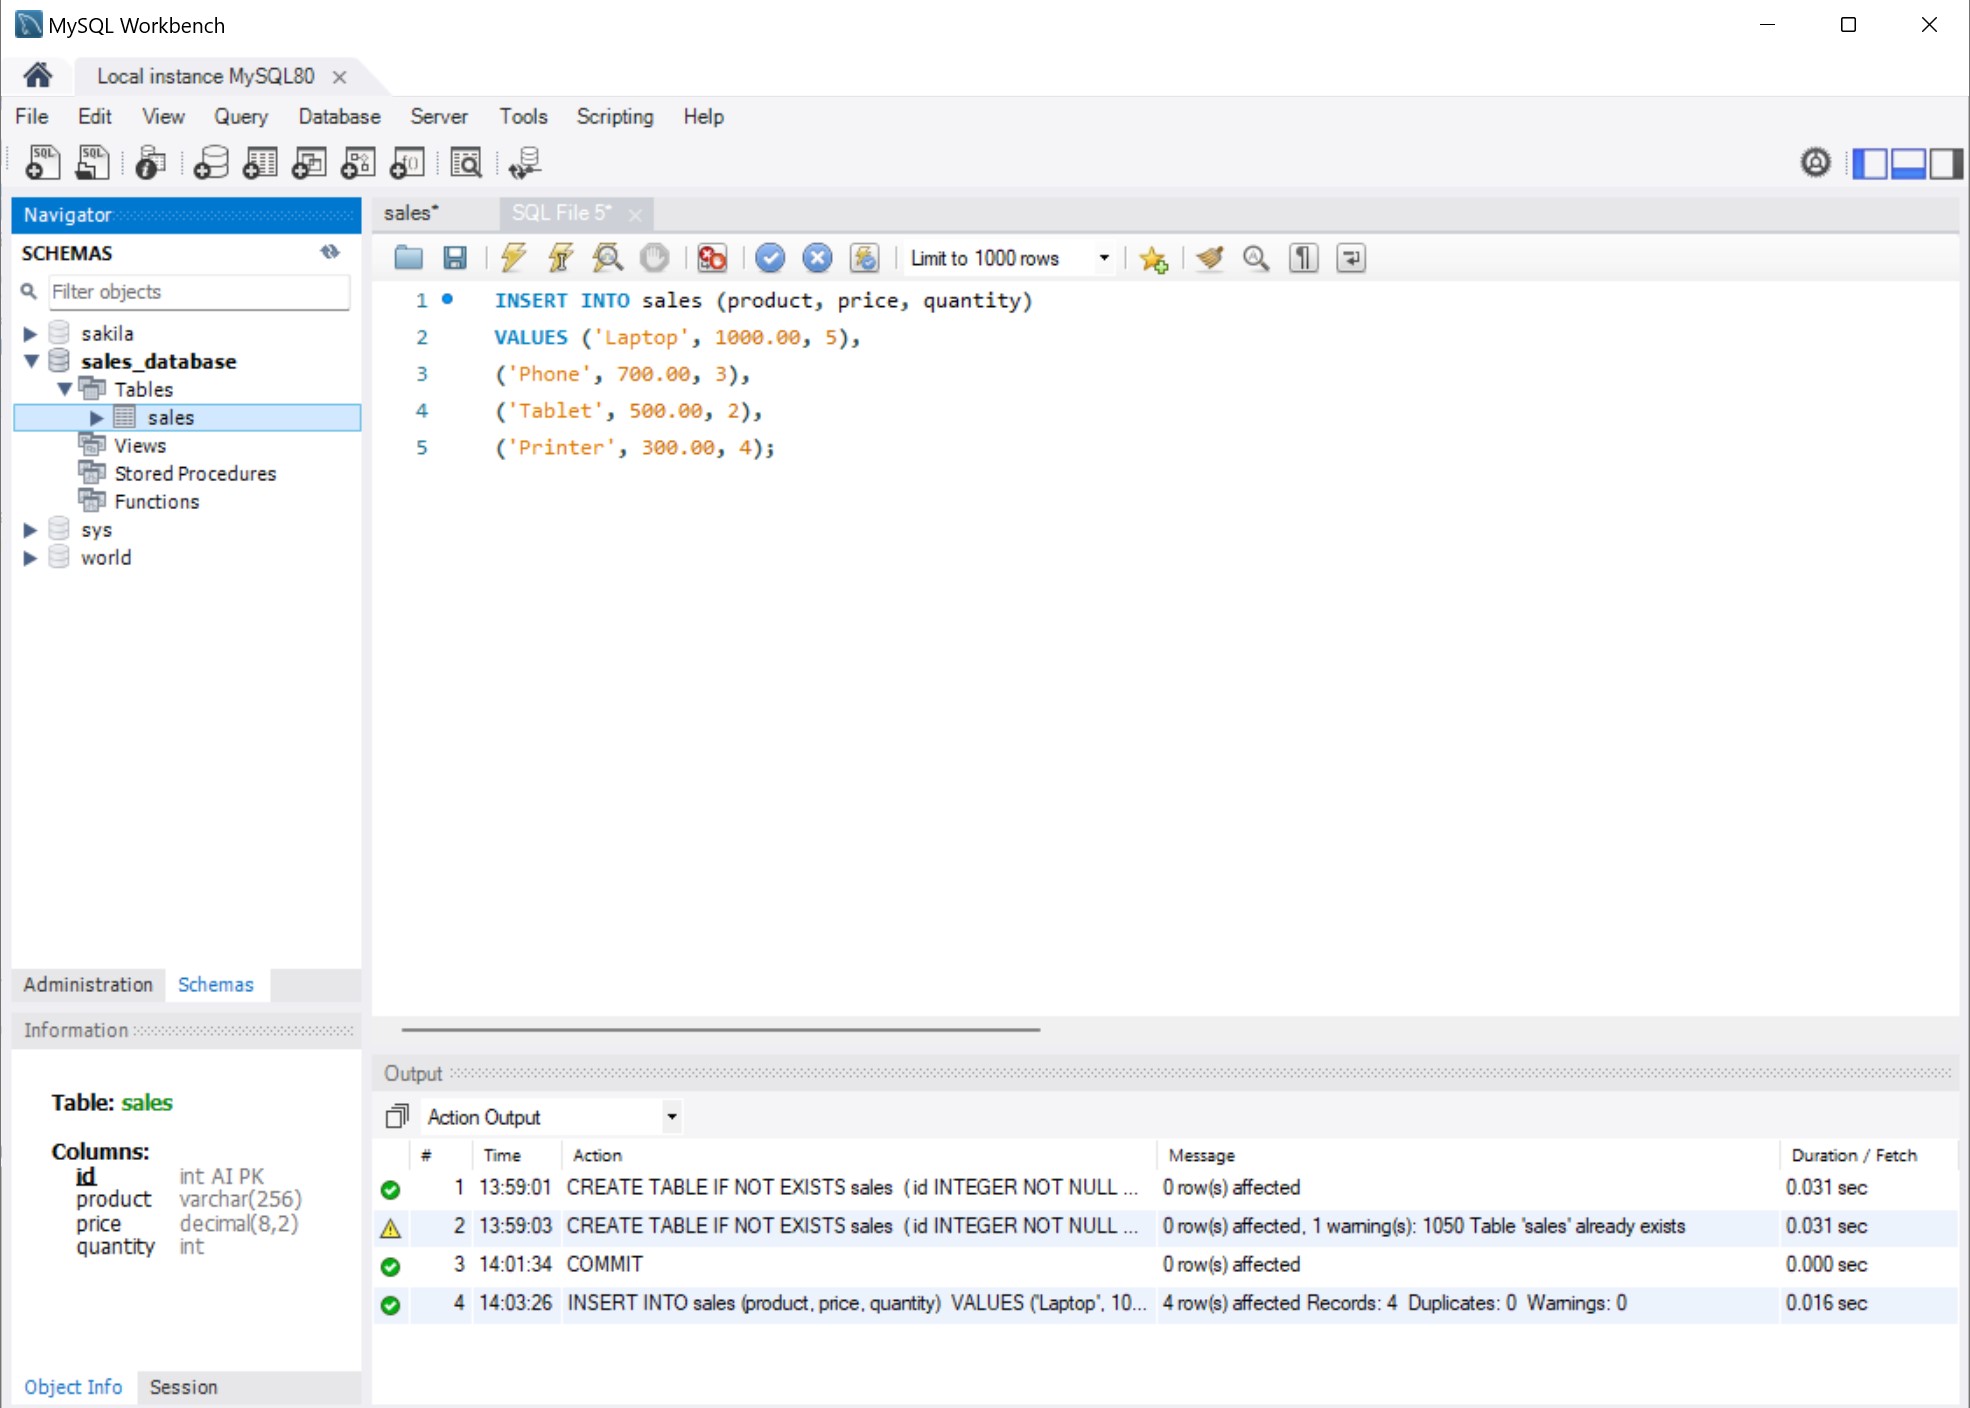 MySQL Workbench
Local instance MySQL80
File Edit View Query Database Server Tools Scripting Help
SQL SQL f()
Navigator
SCHEMAS
Filter objects
sakila
sales_database
Tables
sales
Views
Stored Procedures
Functions
sys
world
Administration Schemas
Information
Table: sales
Columns:
id int AI PK
product varchar(256)
price decimal(8,2)
quantity int
Object Info Session
sales* SQL File 5*
Limit to 1000 rows
1 INSERT INTO sales (product, price, quantity)
2 VALUES ('Laptop', 1000.00, 5),
3 ('Phone', 700.00, 3),
4 ('Tablet', 500.00, 2),
5 ('Printer', 300.00, 4);
Output
Action Output
# Time Action Message Duration / Fetch
1 13:59:01 CREATE TABLE IF NOT EXISTS sales ( id INTEGER NOT NULL ... 0 row(s) affected 0.031 sec
2 13:59:03 CREATE TABLE IF NOT EXISTS sales ( id INTEGER NOT NULL ... 0 row(s) affected, 1 warning(s): 1050 Table 'sales' already exists 0.031 sec
3 14:01:34 COMMIT 0 row(s) affected 0.000 sec
4 14:03:26 INSERT INTO sales (product, price, quantity) VALUES ('Laptop', 10... 4 row(s) affected Records: 4 Duplicates: 0 Warnings: 0 0.016 sec